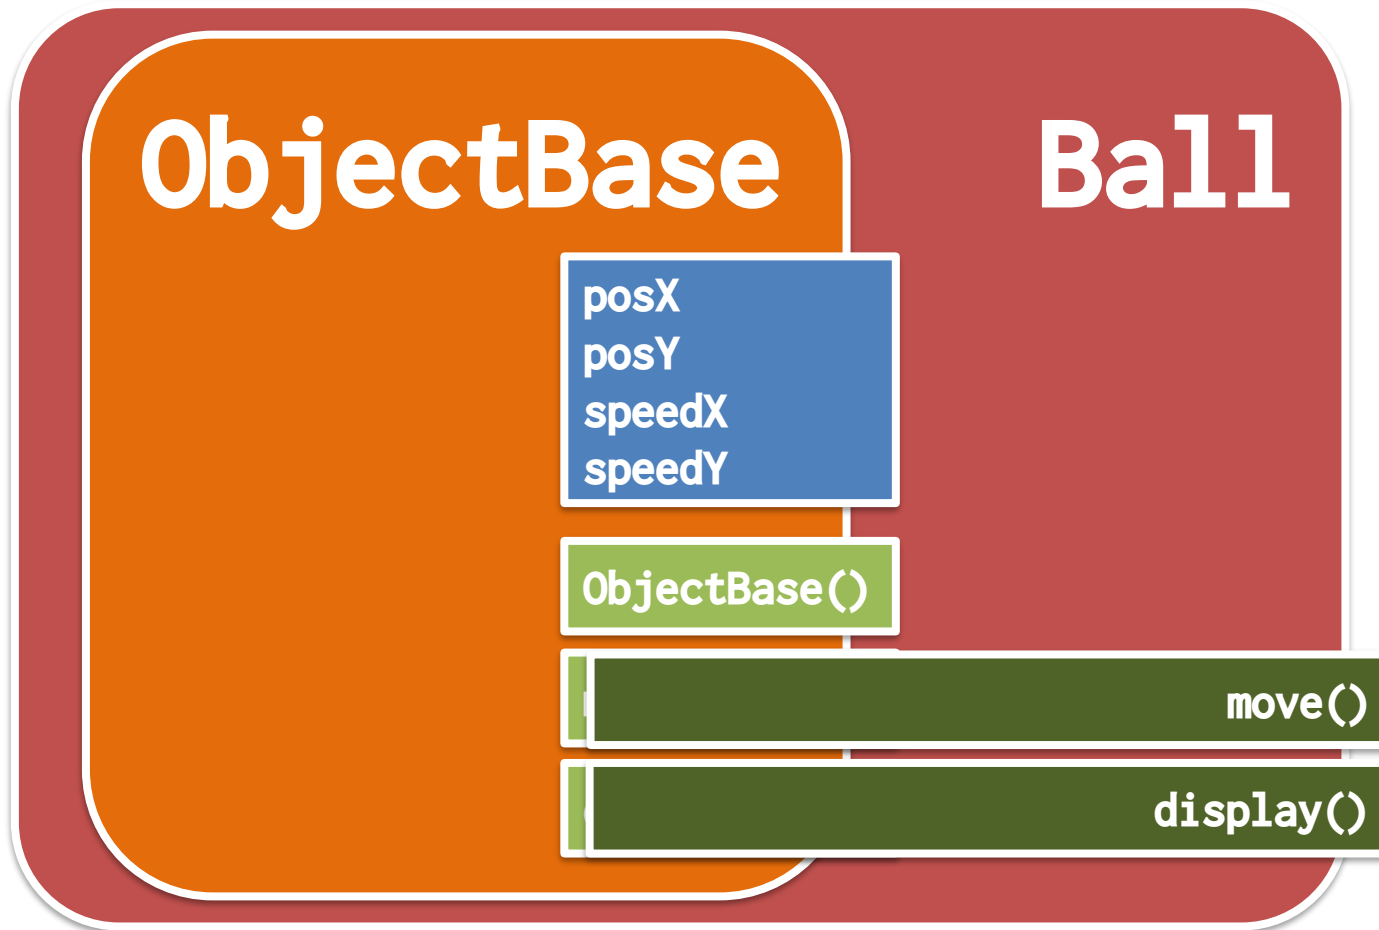 ObjectBase
Ball
posX
posY
speedX
speedY
ObjectBase()
move()
display()